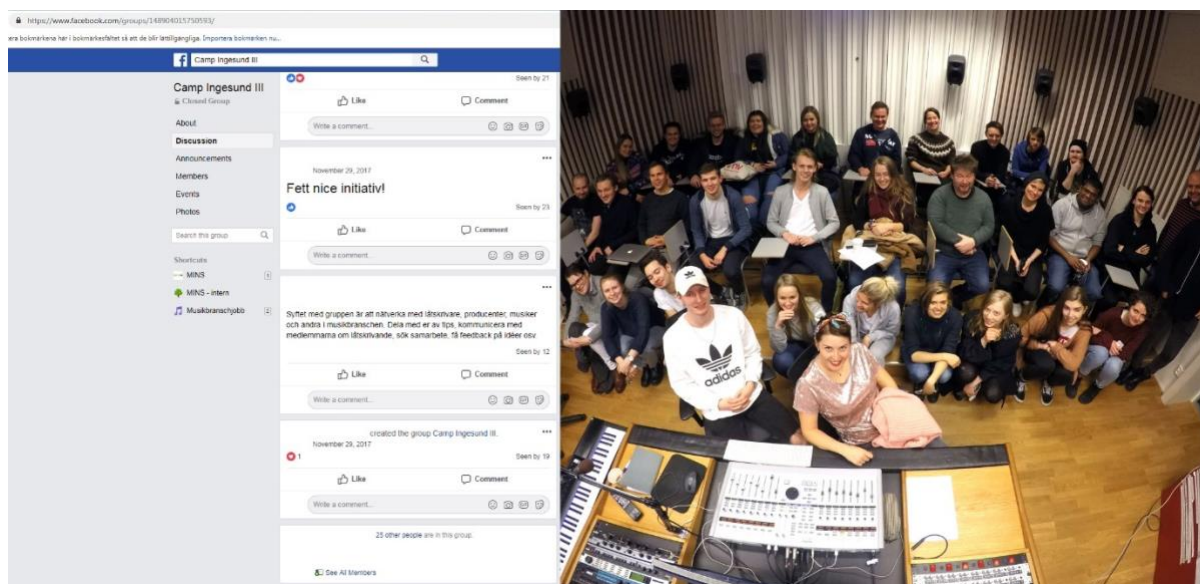 https://www.facebook.com/groups/148904015750593/
era bokmärkena här i bokmärkesfältet så att de blir lättillgängliga. Importera bokmärken nu...
Camp Ingesund III
Camp Ingesund III
Closed Group
About
Discussion
Announcements
Members
Events
Photos
Search this group
Shortcuts
MINS
MINS - intern
Musikbranschjobb 2
Seen by 21
Like Comment
Write a comment...
November 29, 2017
Fett nice initiativ!
Seen by 23
Like Comment
Write a comment...
Syftet med gruppen är att nätverka med låtskrivare, producenter, musiker
och andra i musikbranschen. Dela med er av tips, kommunicera med
medlemmarna om låtskrivande, sök samarbete, få feedback på idéer osv
Seen by 12
Like Comment
Write a comment...
created the group Camp Ingesund III.
November 29, 2017
1 Seen by 19
Like Comment
Write a comment...
25 other people are in this group.
See All Members
adidas